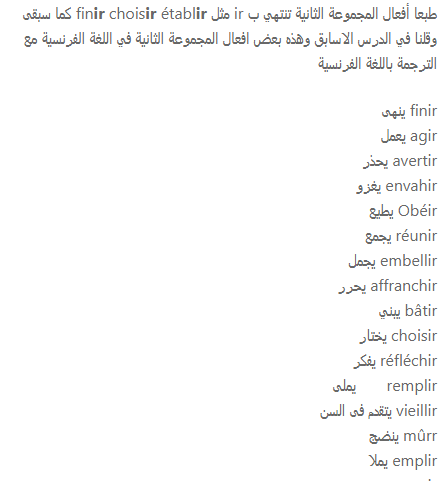 طبعا أفعال المجموعة الثانية تنتهي ب ir مثل finir choisir établir كما سبقى
وقلنا في الدرس الاسابق وهذه بعض افعال المجموعة الثانية في اللغة الفرنسية مع
الترجمة باللغة الفرنسية
finir ينهى
agir يعمل
avertir يحذر
envahir يغزو
Obéir يطيع
réunir يجمع
embellir يجمل
affranchir يحرر
bâtir يبني
choisir يختار
réfléchir يفكر
remplir يملى
vieillir يتقدم فى السن
mûrr ينضج
emplir يملا